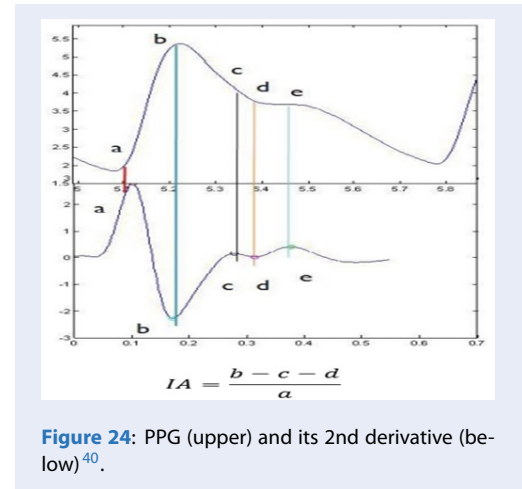 5.5
b
5
4.5
c
4
d
e
3.5
3
a
2.5
2
1.5
5 5.1 5.2 5.3 5.4 5.5 5.6 5.7 5.8
a
2
1
0
c d e
-1
-2
b
-3
0 0.1 0.2 0.3 0.4 0.5 0.6 0.7
IA = b − c − d / a
Figure 24: PPG (upper) and its 2nd derivative (be-
low) 40.